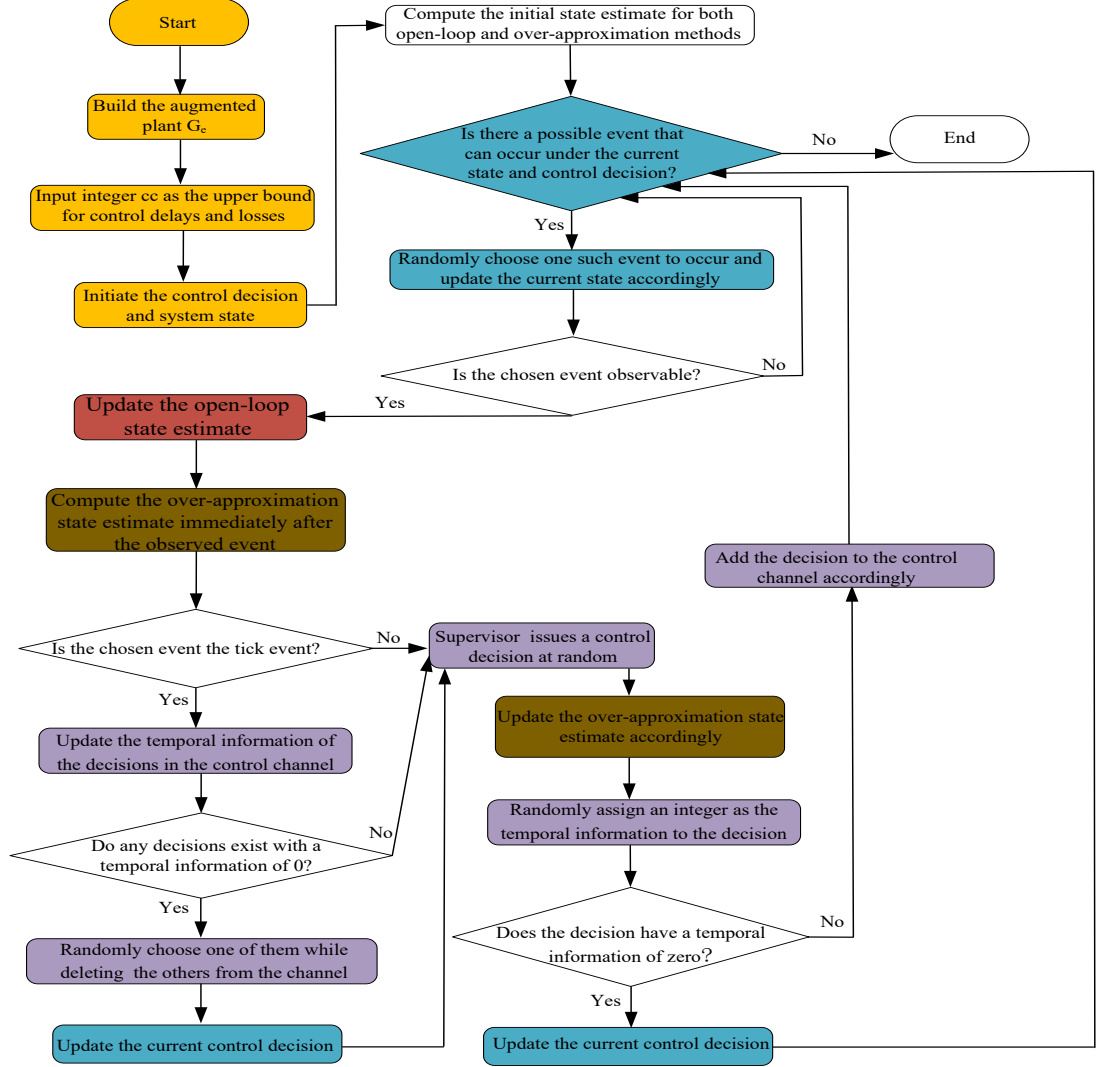 Start
Build the augmented
plant Gₑ
Input integer cc as the upper bound
for control delays and losses
Initiate the control decision
and system state
Compute the initial state estimate for both
open-loop and over-approximation methods
Is there a possible event that
can occur under the current
state and control decision?
No
End
Yes
Randomly choose one such event to occur and
update the current state accordingly
Is the chosen event observable?
No
Yes
Update the open-loop
state estimate
Compute the over-approximation
state estimate immediately after
the observed event
Is the chosen event the tick event?
No
Yes
Update the temporal information of
the decisions in the control channel
Do any decisions exist with a
temporal information of 0?
No
Yes
Randomly choose one of them while
deleting the others from the channel
Update the current control decision
Supervisor issues a control
decision at random
Update the over-approximation state
estimate accordingly
Randomly assign an integer as the
temporal information to the decision
Does the decision have a temporal
information of zero?
No
Yes
Add the decision to the control
channel accordingly
Update the current control decision